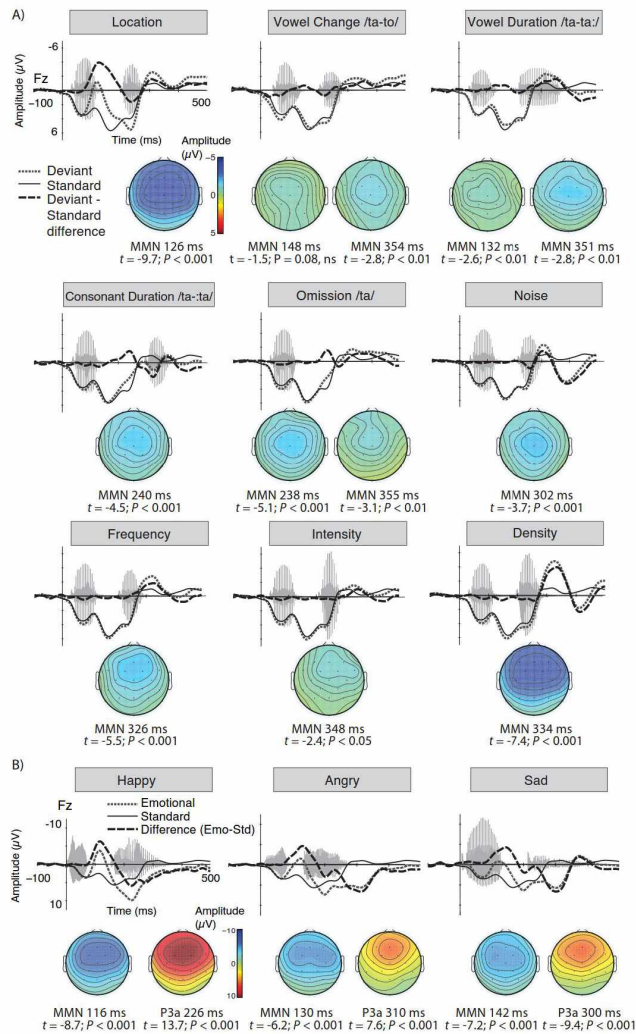 A)
Location
Vowel Change /ta-to/
Vowel Duration /ta-ta:/
-6
Fz
Amplitude (µV)
-100
500
6
Time (ms)
Amplitude
(µV)
-5
5
Deviant
Standard
Deviant -
Standard
difference
MMN 126 ms
t = -9.7; P < 0.001
MMN 148 ms
t = -1.5; P = 0.08, ns
MMN 354 ms
t = -2.8; P < 0.01
MMN 132 ms
t = -2.6; P < 0.01
MMN 351 ms
t = -2.8; P < 0.01
Consonant Duration /ta-:ta/
Omission /ta/
Noise
MMN 240 ms
t = -4.5; P < 0.001
MMN 238 ms
t = -5.1; P < 0.001
MMN 355 ms
t = -3.1; P < 0.01
MMN 302 ms
t = -3.7; P < 0.001
Frequency
Intensity
Density
MMN 326 ms
t = -5.5; P < 0.001
MMN 348 ms
t = -2.4; P < 0.05
MMN 334 ms
t = -7.4; P < 0.001
B)
Happy
Angry
Sad
Fz
Emotional
Standard
Difference (Emo-Std)
-10
Amplitude (µV)
-100
500
10
Time (ms)
Amplitude
(µV)
-10
0
10
MMN 116 ms
t = -8.7; P < 0.001
P3a 226 ms
t = 13.7; P < 0.001
MMN 130 ms
t = -6.2; P < 0.001
P3a 310 ms
t = 7.6; P < 0.001
MMN 142 ms
t = -7.2; P < 0.001
P3a 300 ms
t = -9.4; P < 0.001